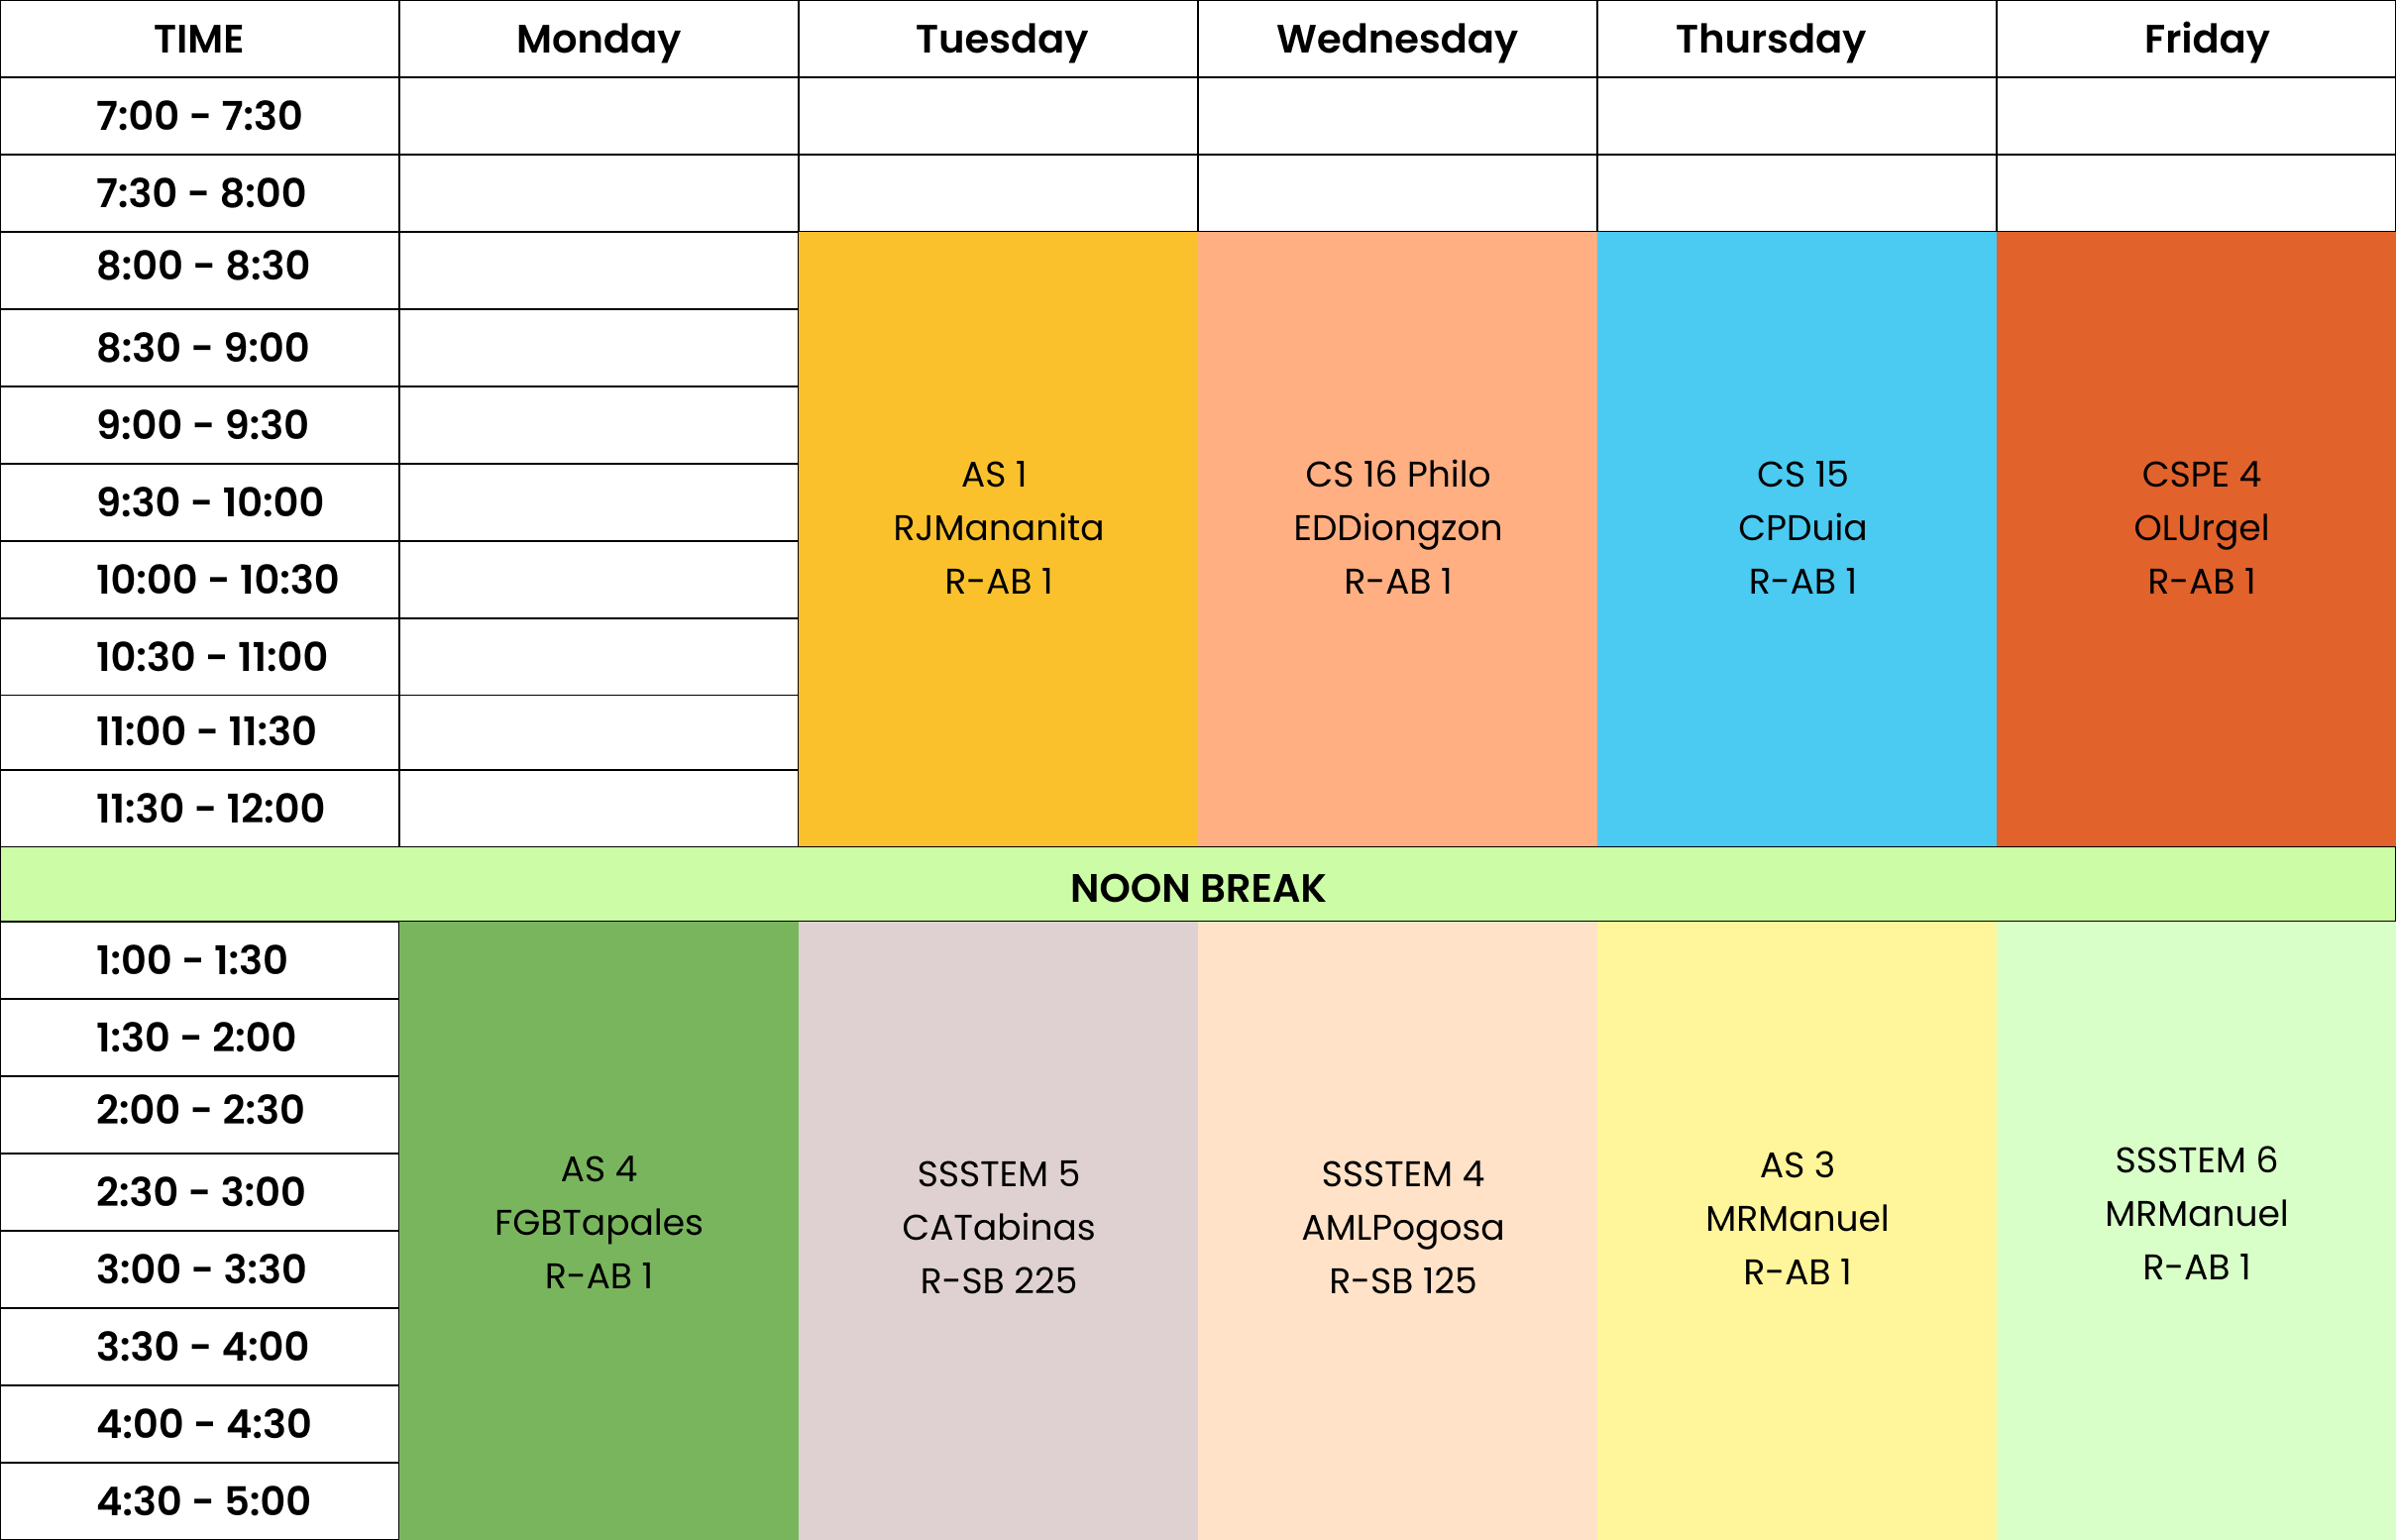 TIME Monday Tuesday Wednesday Thursday Friday
7:00 - 7:30
7:30 - 8:00
8:00 - 8:30
8:30 - 9:00
9:00 - 9:30
9:30 - 10:00
10:00 - 10:30
10:30 - 11:00
11:00 - 11:30
11:30 - 12:00
AS 1
RJMananita
R-AB 1
CS 16 Philo
EDDiongzon
R-AB 1
CS 15
CPDuia
R-AB 1
CSPE 4
OLUrgel
R-AB 1
NOON BREAK
1:00 - 1:30
1:30 - 2:00
2:00 - 2:30
2:30 - 3:00
3:00 - 3:30
3:30 - 4:00
4:00 - 4:30
4:30 - 5:00
AS 4
FGBTapales
R-AB 1
SSSTEM 5
CATabinas
R-SB 225
SSSTEM 4
AMLPogosa
R-SB 125
AS 3
MRManuel
R-AB 1
SSSTEM 6
MRManuel
R-AB 1